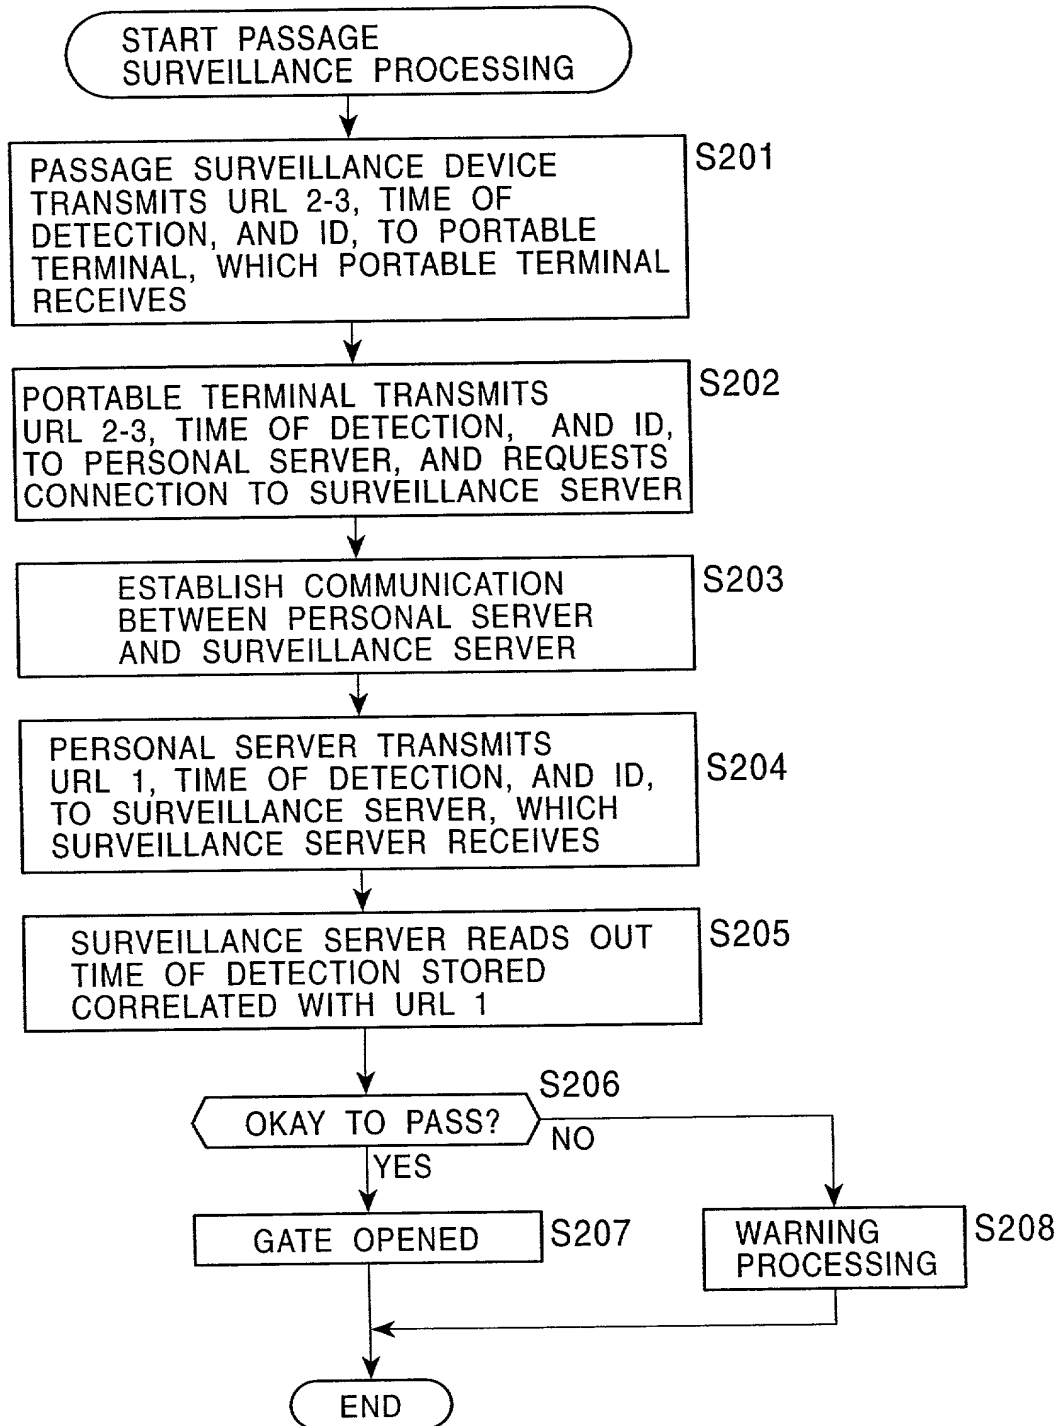 START PASSAGE
SURVEILLANCE PROCESSING
PASSAGE SURVEILLANCE DEVICE
TRANSMITS URL 2-3, TIME OF
DETECTION, AND ID, TO PORTABLE
TERMINAL, WHICH PORTABLE TERMINAL
RECEIVES
S201
PORTABLE TERMINAL TRANSMITS
URL 2-3, TIME OF DETECTION, AND ID,
TO PERSONAL SERVER, AND REQUESTS
CONNECTION TO SURVEILLANCE SERVER
S202
ESTABLISH COMMUNICATION
BETWEEN PERSONAL SERVER
AND SURVEILLANCE SERVER
S203
PERSONAL SERVER TRANSMITS
URL 1, TIME OF DETECTION, AND ID,
TO SURVEILLANCE SERVER, WHICH
SURVEILLANCE SERVER RECEIVES
S204
SURVEILLANCE SERVER READS OUT
TIME OF DETECTION STORED
CORRELATED WITH URL 1
S205
S206
OKAY TO PASS?
NO
YES
GATE OPENED
S207
WARNING
PROCESSING
S208
END